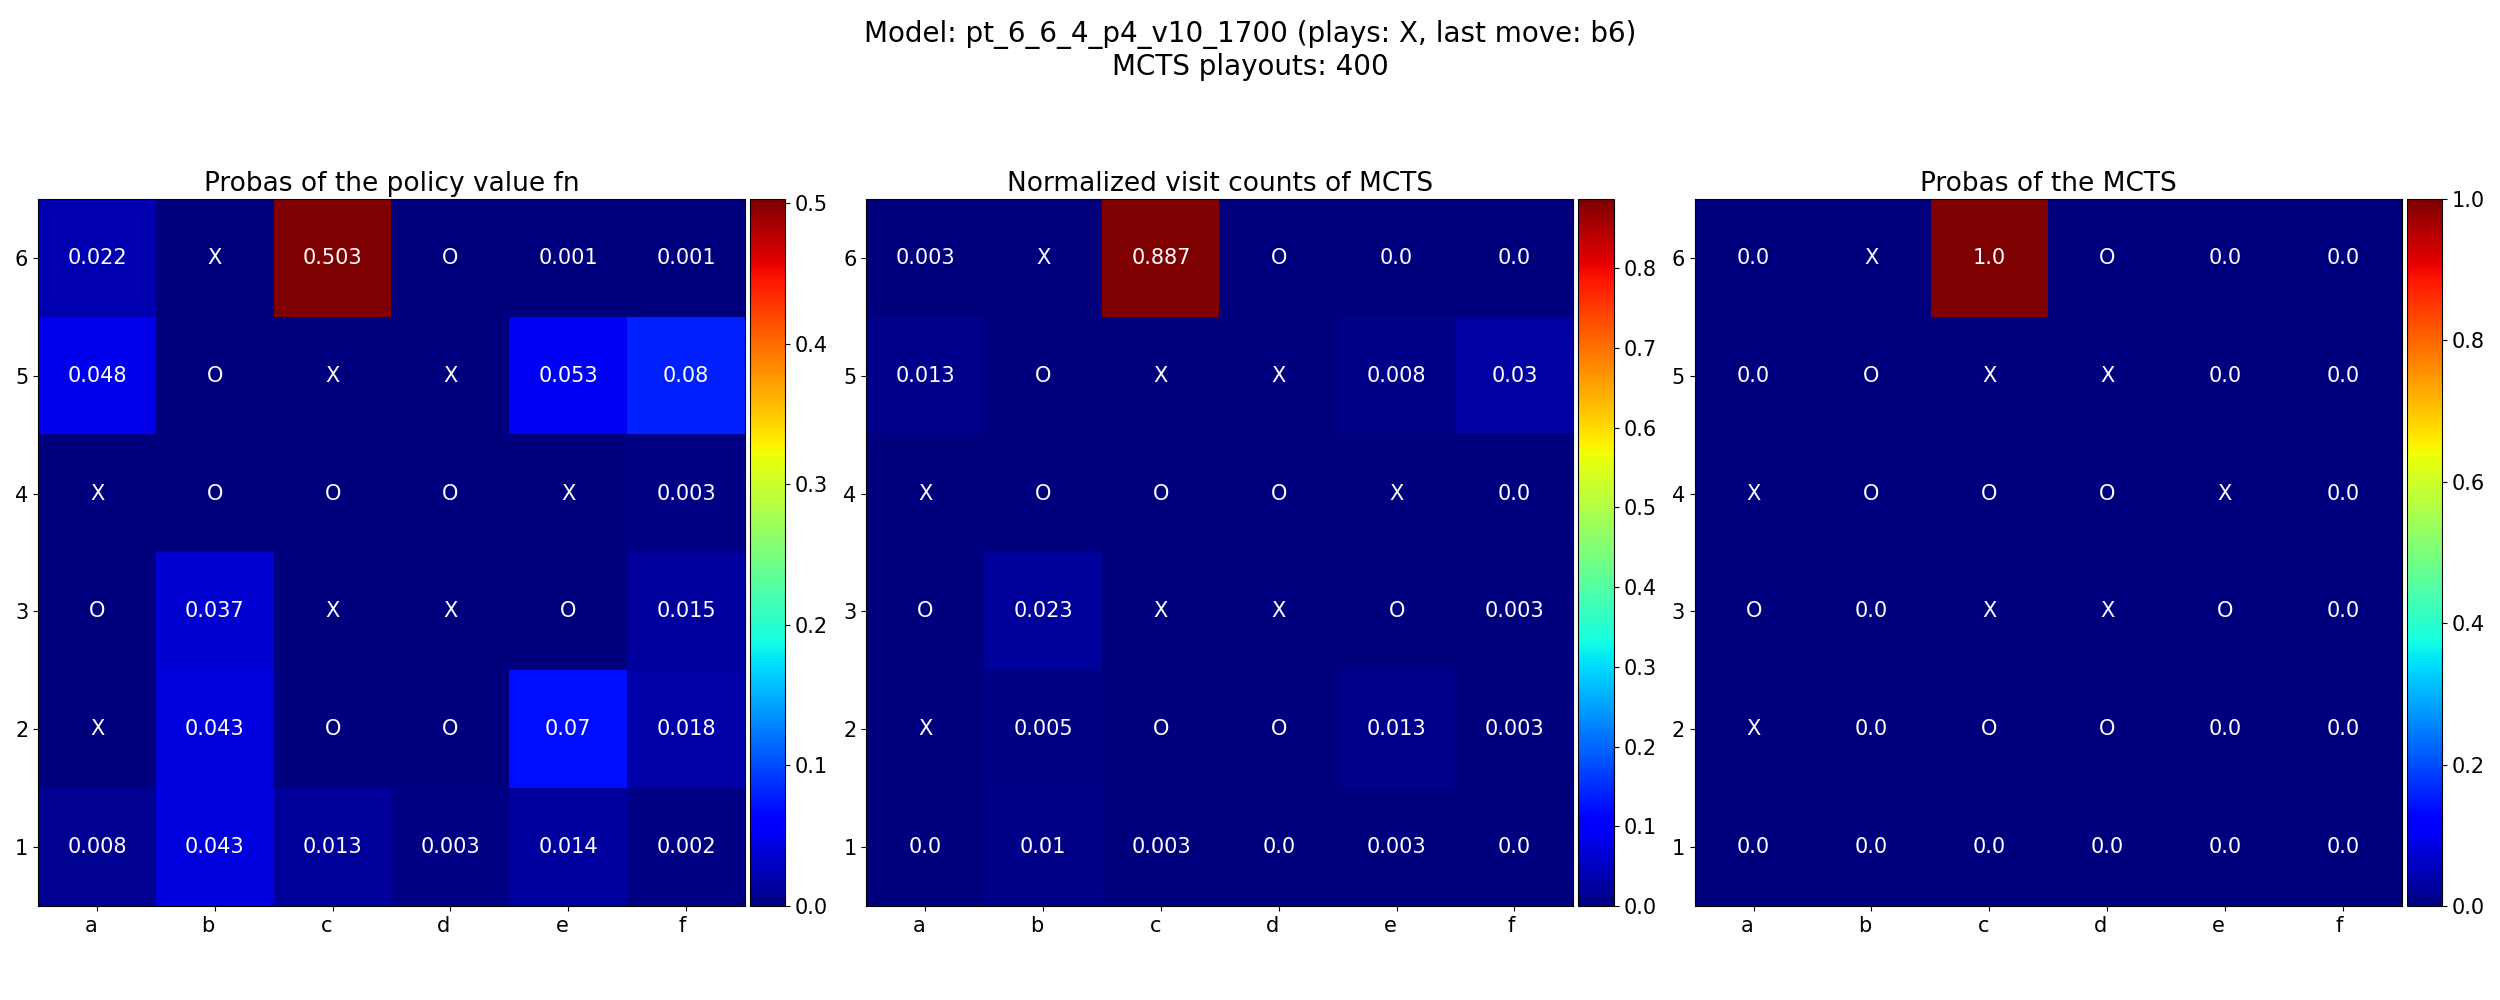 Model: pt_6_6_4_p4_v10_1700 (plays: X, last move: b6)
MCTS playouts: 400
Probas of the policy value fn
6 0.022 X 0.503 O 0.001 0.001
5 0.048 O X X 0.053 0.08
4 X O O O X 0.003
3 O 0.037 X X O 0.015
2 X 0.043 O O 0.07 0.018
1 0.008 0.043 0.013 0.003 0.014 0.002
a b c d e f
0.5
0.4
0.3
0.2
0.1
0.0
Normalized visit counts of MCTS
6 0.003 X 0.887 O 0.0 0.0
5 0.013 O X X 0.008 0.03
4 X O O O X 0.0
3 O 0.023 X X O 0.003
2 X 0.005 O O 0.013 0.003
1 0.0 0.01 0.003 0.0 0.003 0.0
a b c d e f
0.8
0.7
0.6
0.5
0.4
0.3
0.2
0.1
0.0
Probas of the MCTS
6 0.0 X 1.0 O 0.0 0.0
5 0.0 O X X 0.0 0.0
4 X O O O X 0.0
3 O 0.0 X X O 0.0
2 X 0.0 O O 0.0 0.0
1 0.0 0.0 0.0 0.0 0.0 0.0
a b c d e f
1.0
0.8
0.6
0.4
0.2
0.0